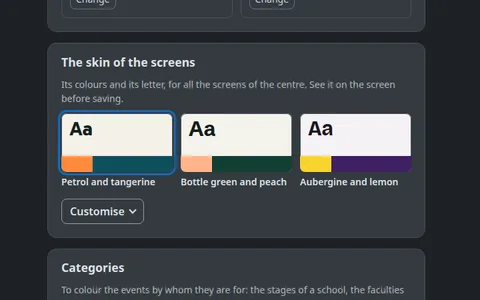 Change
Change
The skin of the screens
Its colours and its letter, for all the screens of the centre. See it on the screen
before saving.
Aa
Aa
Aa
Petrol and tangerine
Bottle green and peach
Aubergine and lemon
Customise
Categories
To colour the events by whom they are for: the stages of a school, the faculties